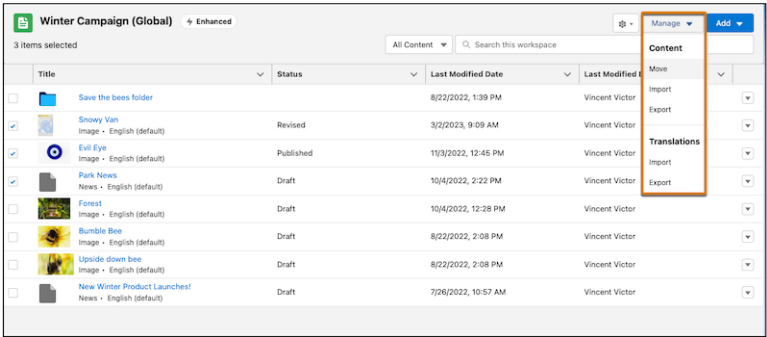 Winter Campaign (Global) Enhanced Manage Add
3 items selected All Content Search this workspace
Content
Title Status Last Modified Date Last Modified
Move
Save the bees folder 8/22/2022, 1:39 PM Vincent Victor
Import
Export
Snowy Van
Image • English (default) Revised 3/2/2023, 9:09 AM
Translations
Evil Eye
Image • English (default) Published 11/3/2022, 12:45 PM
Import
Park News
News • English (default) Draft 10/4/2022, 2:22 PM
Export
Forest
Image • English (default) Draft 10/4/2022, 12:28 PM Vincent Victor
Bumble Bee
Image • English (default) Draft 8/22/2022, 2:08 PM Vincent Victor
Upside down bee
Image • English (default) Draft 8/22/2022, 2:08 PM Vincent Victor
New Winter Product Launches!
News • English (default) Draft 7/26/2022, 10:57 AM Vincent Victor